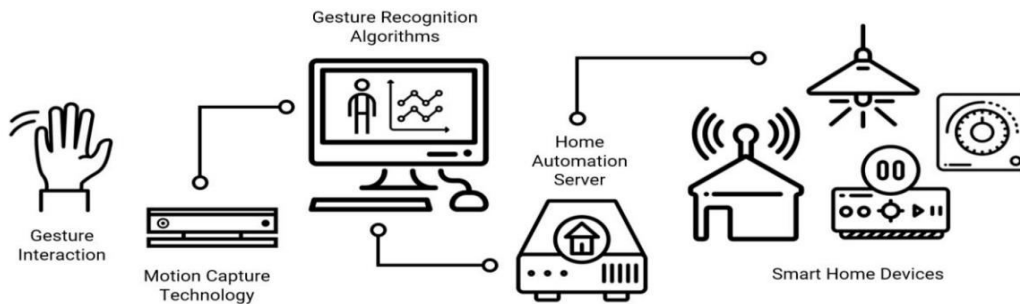 Gesture
Interaction
Motion Capture
Technology
Gesture Recognition
Algorithms
Home
Automation
Server
Smart Home Devices